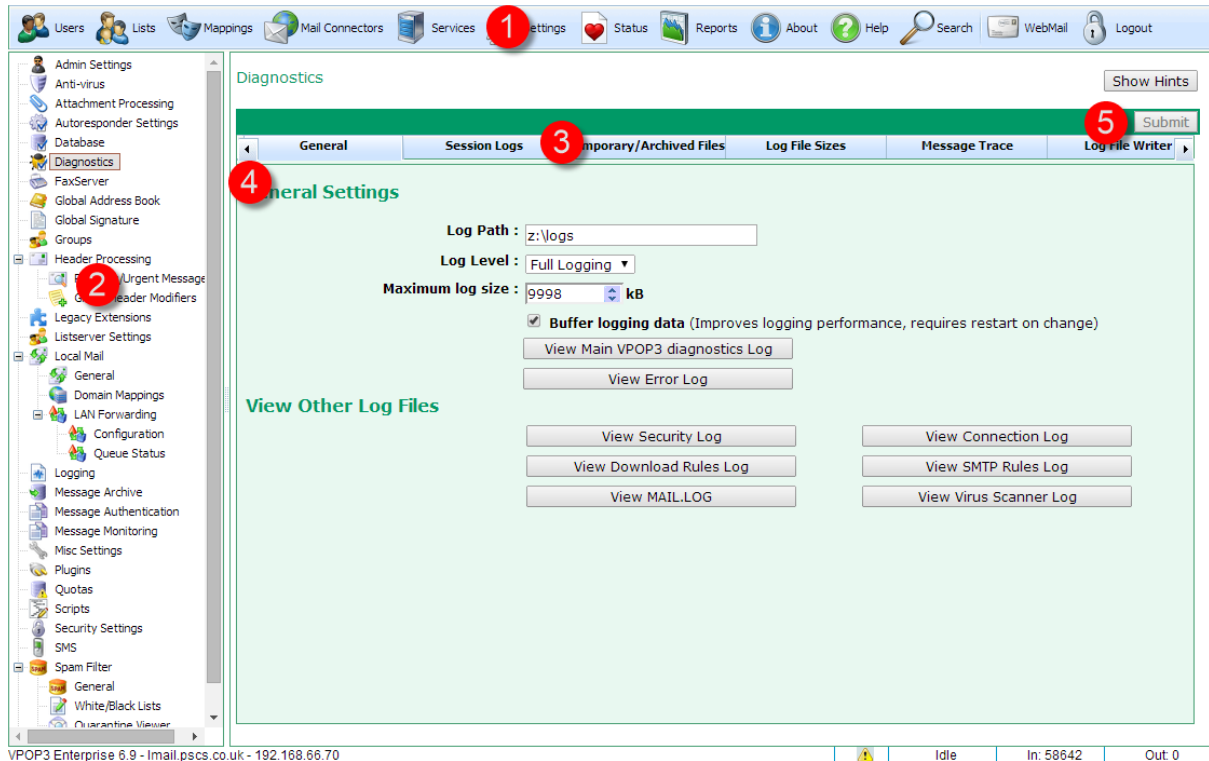 Users Lists Mappings Mail Connectors Services 1 ettings Status Reports About Help Search WebMail Logout
Admin Settings
Anti-virus
Attachment Processing
Autoresponder Settings
Database
Diagnostics
FaxServer
Global Address Book
Global Signature
Groups
Header Processing
2 /Urgent Message
eader Modifiers
Legacy Extensions
Listserver Settings
Local Mail
General
Domain Mappings
LAN Forwarding
Configuration
Queue Status
Logging
Message Archive
Message Authentication
Message Monitoring
Misc Settings
Plugins
Quotas
Scripts
Security Settings
SMS
Spam Filter
General
White/Black Lists
Quarantine Viewer
Diagnostics
Show Hints
5 Submit
General Session Logs 3 mporary/Archived Files Log File Sizes Message Trace Log File Writer
4 neral Settings
Log Path : z:\logs
Log Level : Full Logging
Maximum log size : 9998 kB
Buffer logging data (Improves logging performance, requires restart on change)
View Main VPOP3 diagnostics Log
View Error Log
View Other Log Files
View Security Log View Connection Log
View Download Rules Log View SMTP Rules Log
View MAIL.LOG View Virus Scanner Log
VPOP3 Enterprise 6.9 - lmail.pscs.co.uk - 192.168.66.70 Idle In: 58642 Out: 0